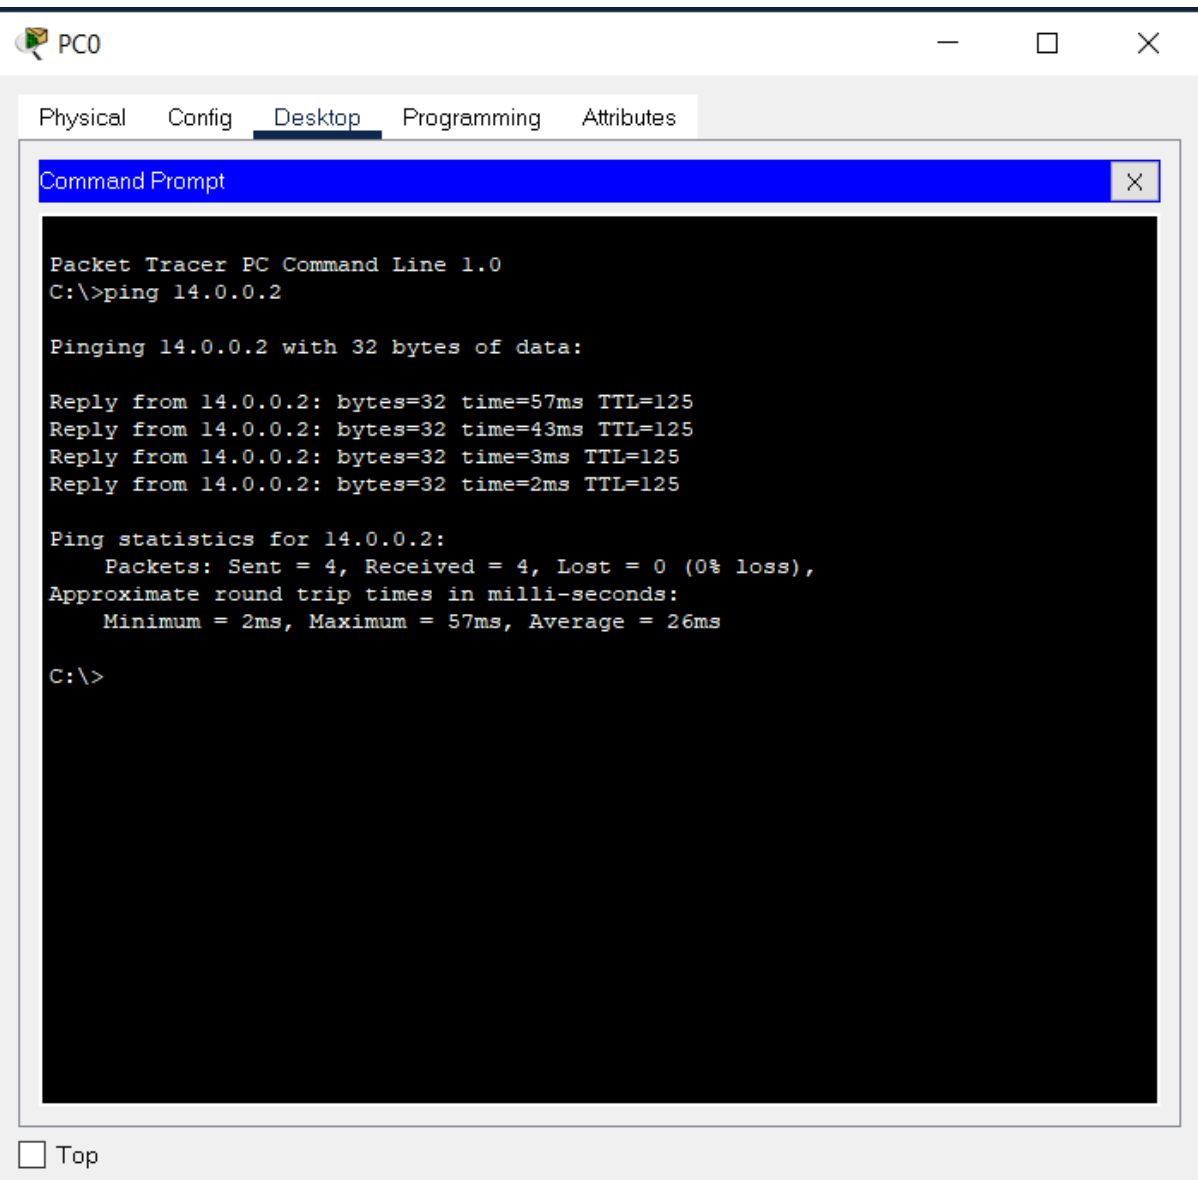 PC0
Physical Config Desktop Programming Attributes
Command Prompt X
Packet Tracer PC Command Line 1.0
C:\>ping 14.0.0.2
Pinging 14.0.0.2 with 32 bytes of data:
Reply from 14.0.0.2: bytes=32 time=57ms TTL=125
Reply from 14.0.0.2: bytes=32 time=43ms TTL=125
Reply from 14.0.0.2: bytes=32 time=3ms TTL=125
Reply from 14.0.0.2: bytes=32 time=2ms TTL=125
Ping statistics for 14.0.0.2:
    Packets: Sent = 4, Received = 4, Lost = 0 (0% loss),
Approximate round trip times in milli-seconds:
    Minimum = 2ms, Maximum = 57ms, Average = 26ms
C:\>
Top